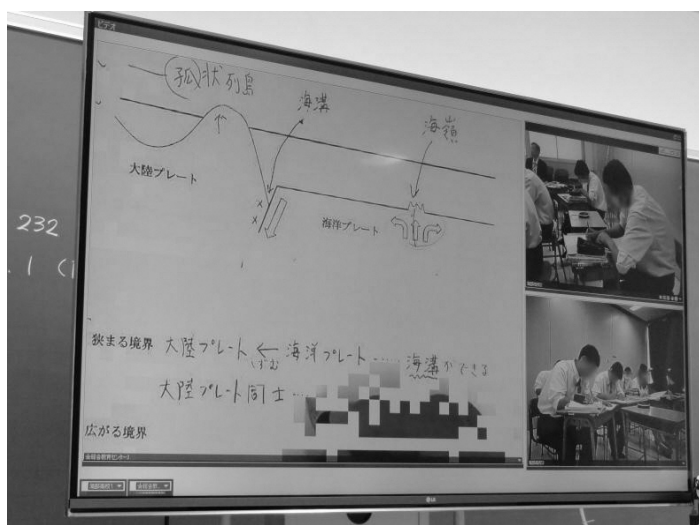 ビデオ
弧状列島
海溝
海嶺
大陸プレート
海洋プレート
232
狭まる境界 大陸プレート ← 海洋プレート …… 海溝ができる
しずむ
大陸プレート同士 …
広がる境界
LG